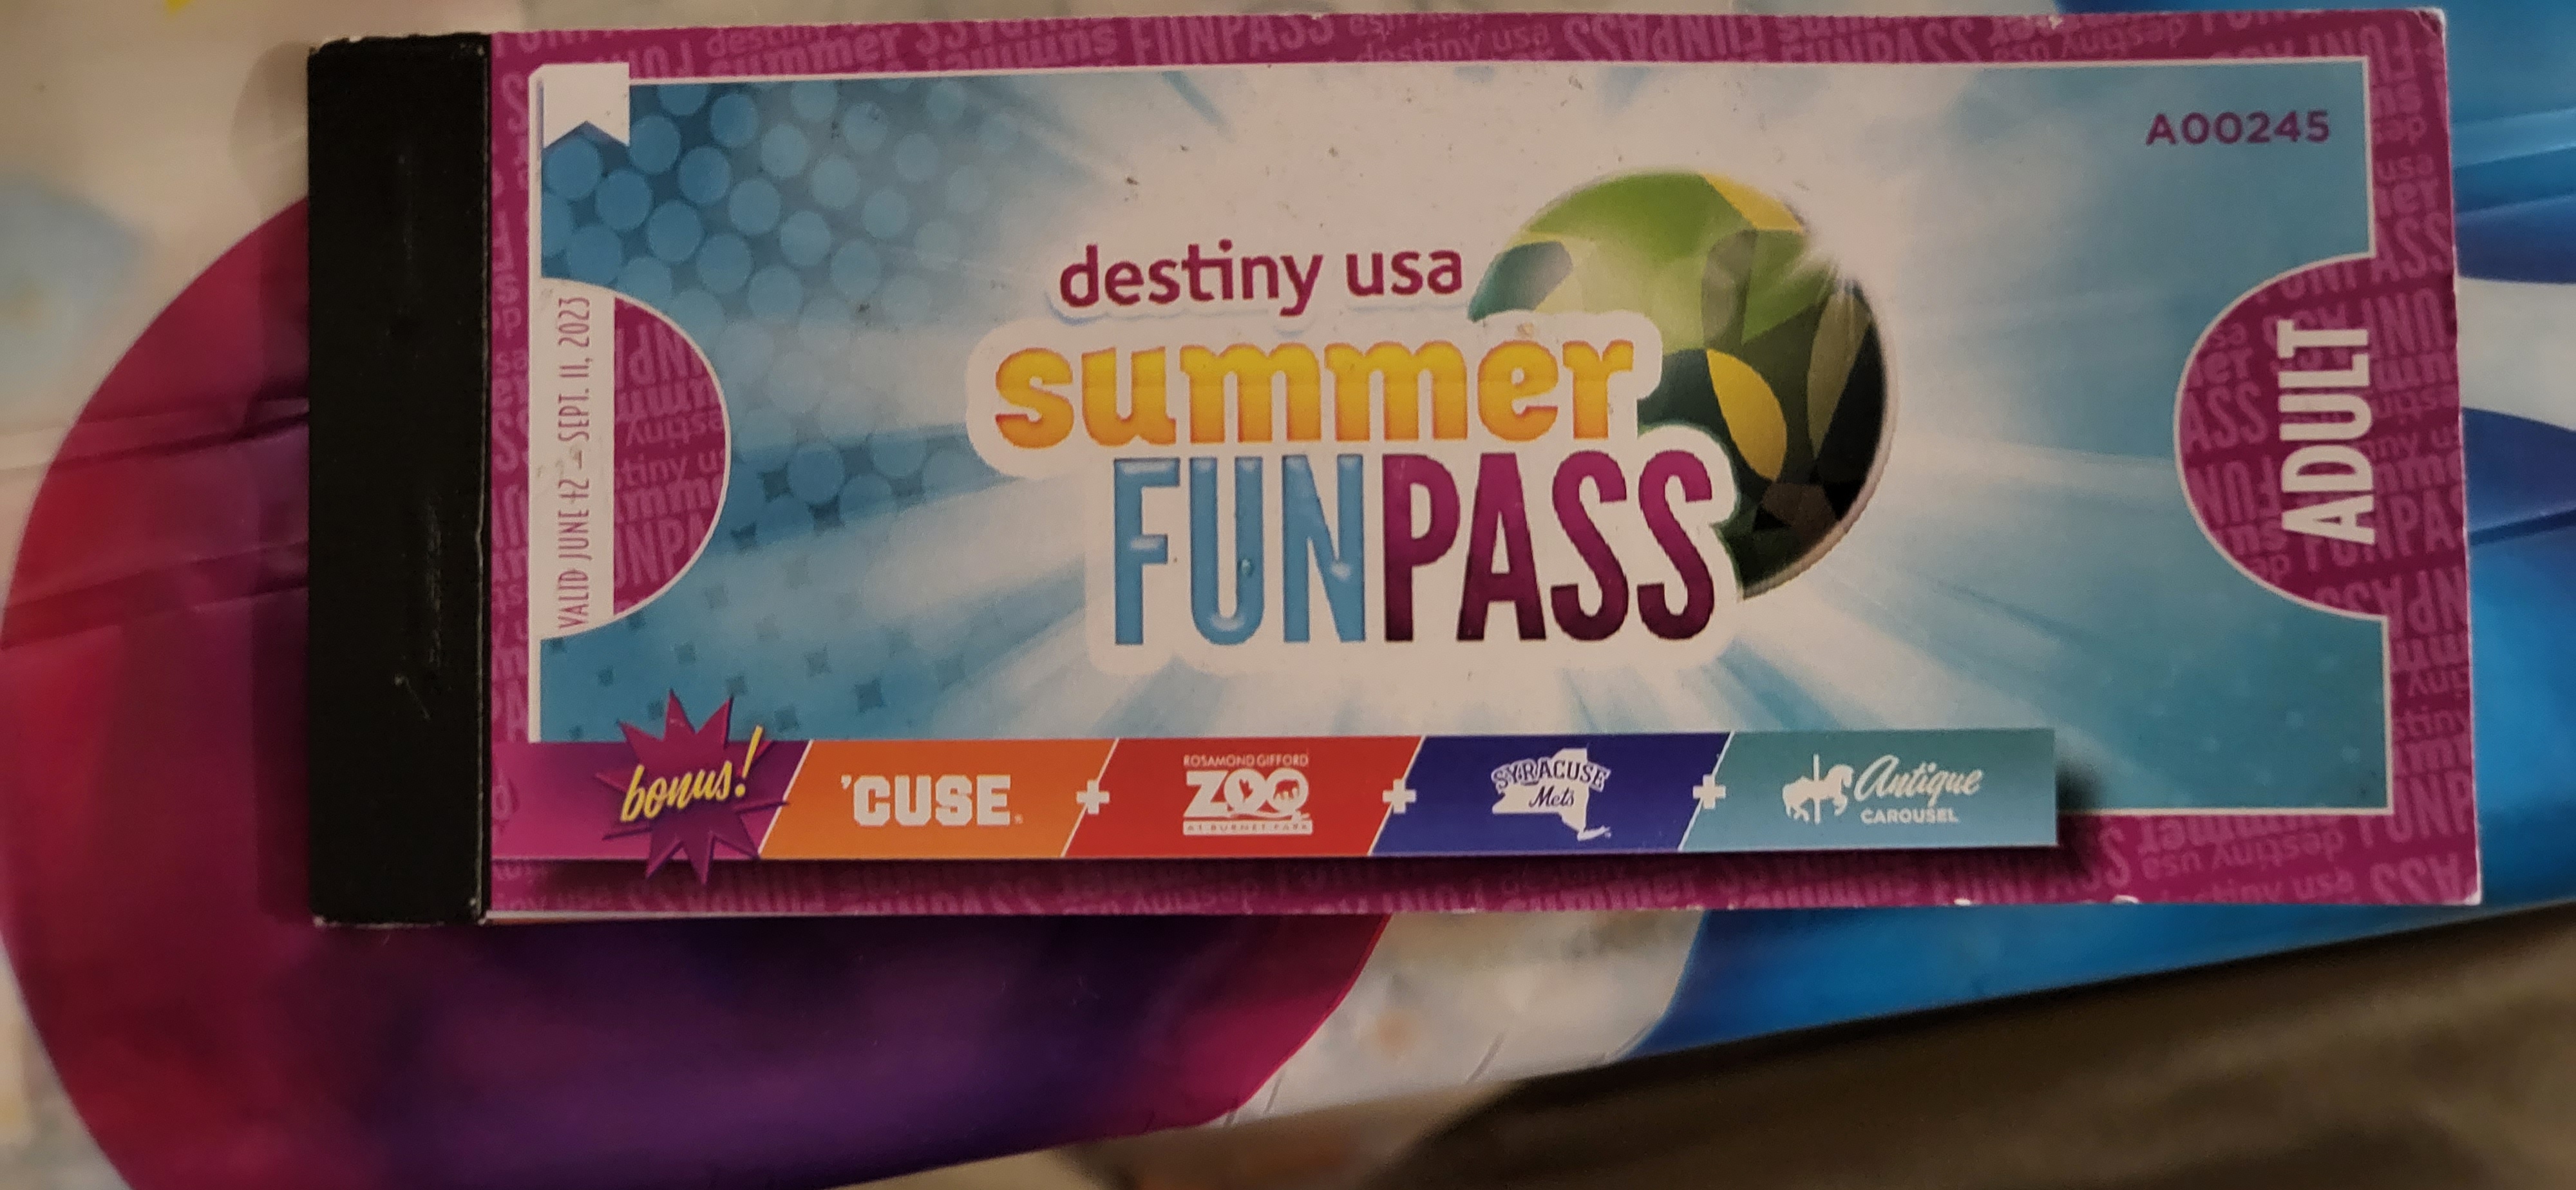 A00245
destiny usa
summer
FUNPASS
VALID JUNE 12 - SEPT. 11, 2023
ADULT
bonus!
'CUSE®
+
ROSAMOND GIFFORD
ZOO
AT BURNET PARK
+
SYRACUSE
Mets
+
Antique
CAROUSEL